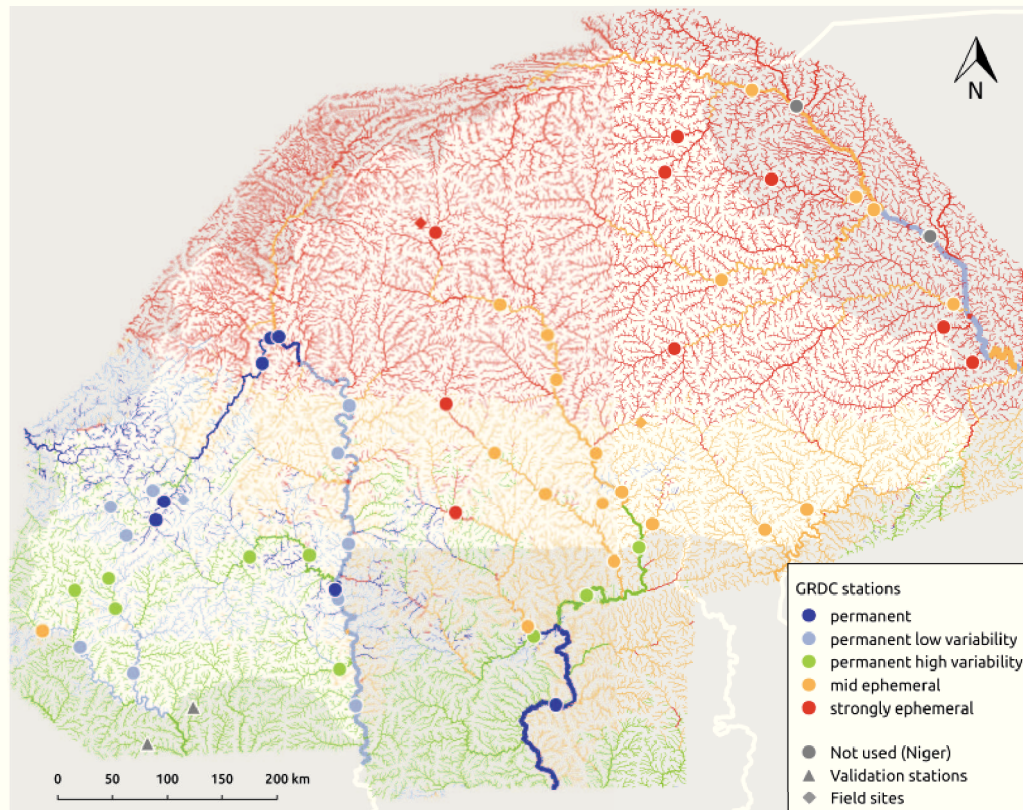 N
GRDC stations
permanent
permanent low variability
permanent high variability
mid ephemeral
strongly ephemeral
Not used (Niger)
Validation stations
Field sites
0 50 100 150 200 km